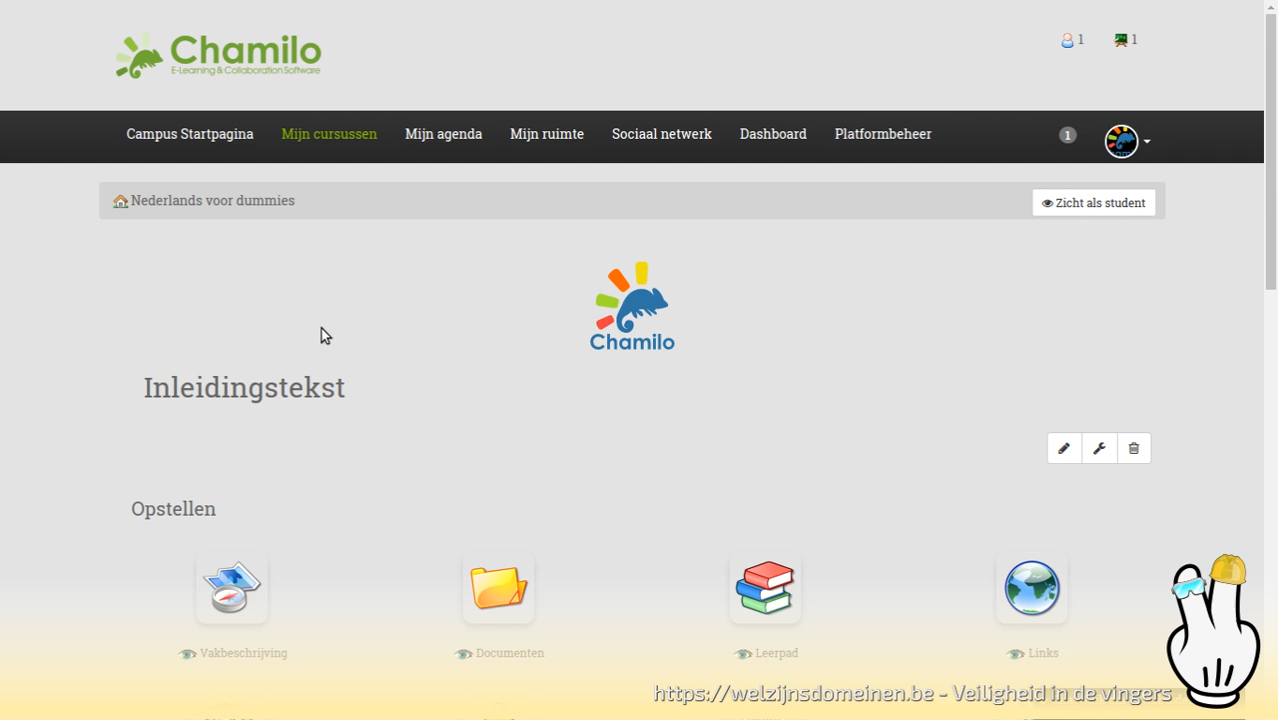 Chamilo
E-Learning & Collaboration Software
1 1
Campus Startpagina Mijn cursussen Mijn agenda Mijn ruimte Sociaal netwerk Dashboard Platformbeheer 1
Nederlands voor dummies Zicht als student
Chamilo
Inleidingstekst
Opstellen
Vakbeschrijving Documenten Leerpad Links
https://welzijnsdomeinen.be - Veiligheid in de vingers